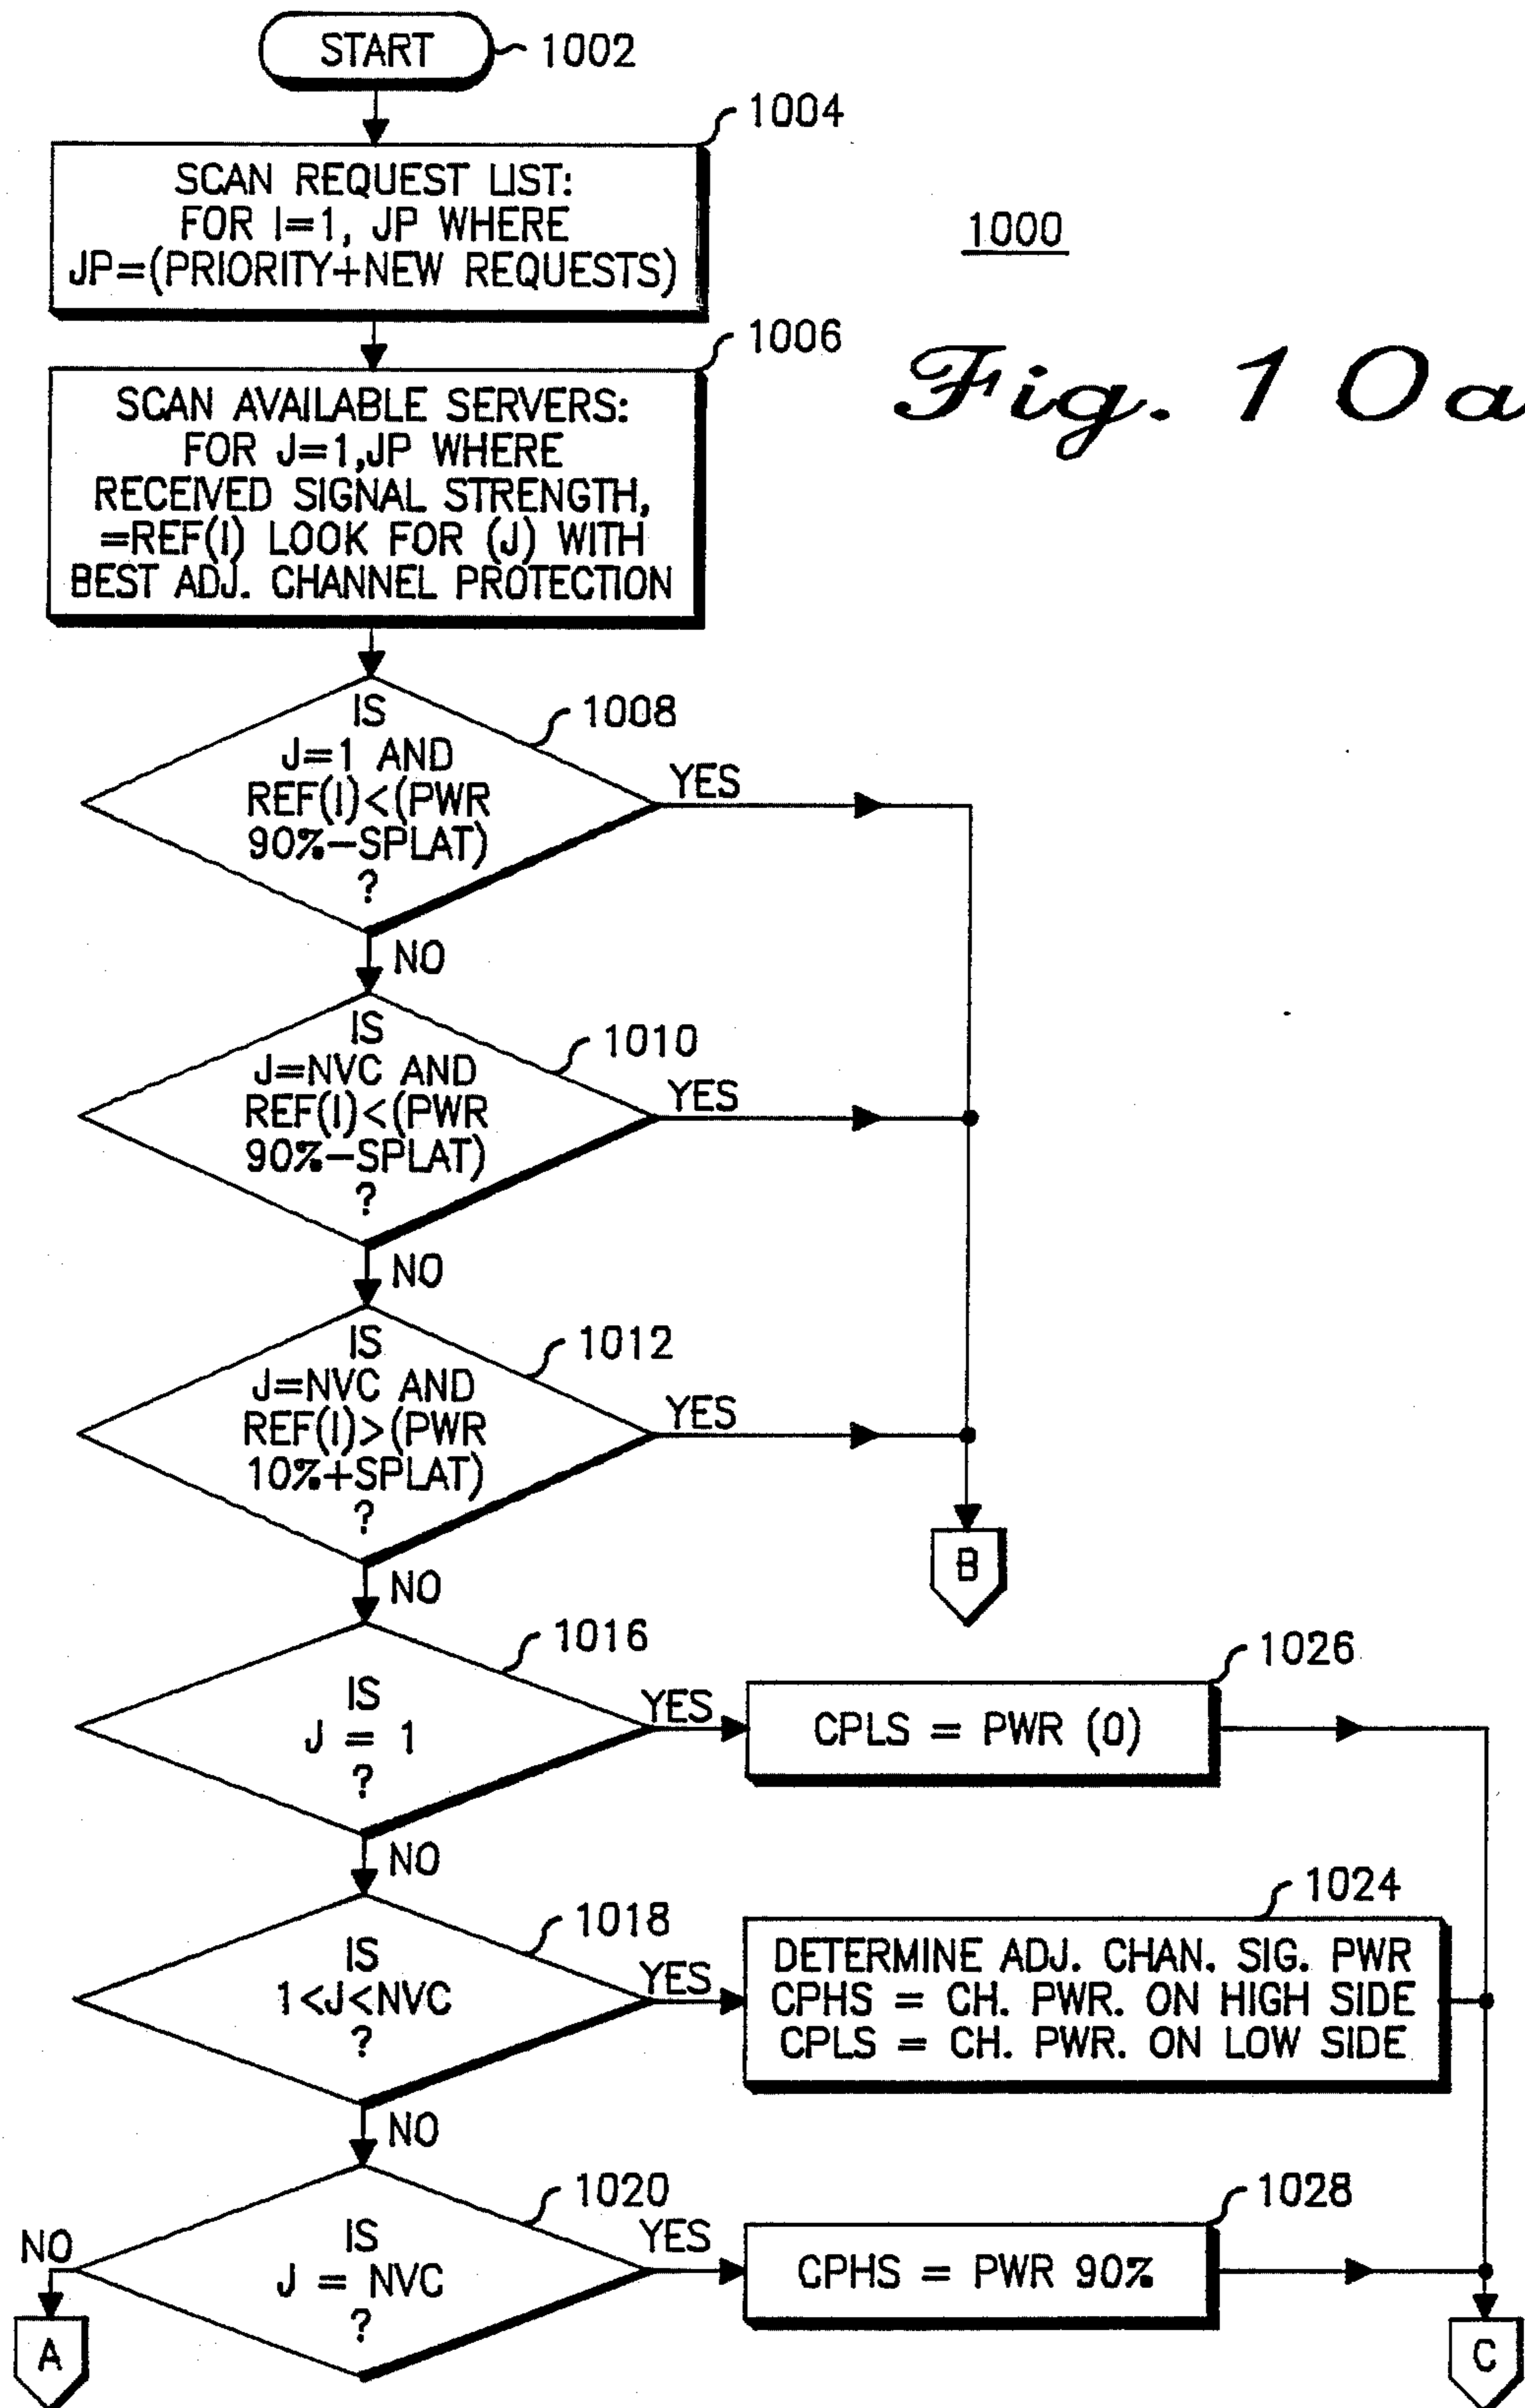 START
1002
1004
SCAN REQUEST LIST:
FOR I=1, JP WHERE
JP=(PRIORITY+NEW REQUESTS)
1000
1006
Fig. 10a
SCAN AVAILABLE SERVERS:
FOR J=1,JP WHERE
RECEIVED SIGNAL STRENGTH,
=REF(I) LOOK FOR (J) WITH
BEST ADJ. CHANNEL PROTECTION
IS
J=1 AND
REF(I)<(PWR
90%-SPLAT)
?
1008
YES
NO
IS
J=NVC AND
REF(I)<(PWR
90%-SPLAT)
?
1010
YES
NO
IS
J=NVC AND
REF(I)>(PWR
10%+SPLAT)
?
1012
YES
B
NO
IS
J = 1
?
1016
YES
1026
CPLS = PWR (0)
NO
IS
1<J<NVC
?
1018
YES
1024
DETERMINE ADJ. CHAN. SIG. PWR
CPHS = CH. PWR. ON HIGH SIDE
CPLS = CH. PWR. ON LOW SIDE
NO
IS
J = NVC
?
1020
YES
1028
CPHS = PWR 90%
NO
A
C